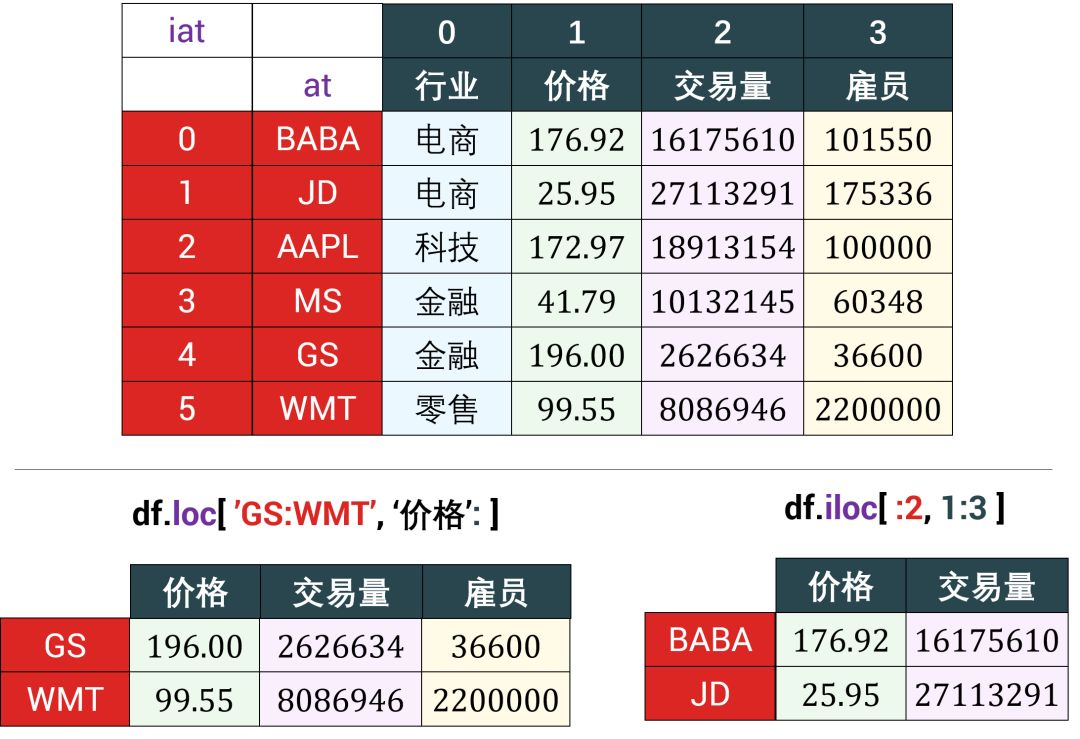 iat 0 1 2 3
at 行业 价格 交易量 雇员
0 BABA 电商 176.92 16175610 101550
1 JD 电商 25.95 27113291 175336
2 AAPL 科技 172.97 18913154 100000
3 MS 金融 41.79 10132145 60348
4 GS 金融 196.00 2626634 36600
5 WMT 零售 99.55 8086946 2200000
df.loc[ ’GS:WMT’, ‘价格’: ]
价格 交易量 雇员
GS 196.00 2626634 36600
WMT 99.55 8086946 2200000
df.iloc[ :2, 1:3 ]
价格 交易量
BABA 176.92 16175610
JD 25.95 27113291